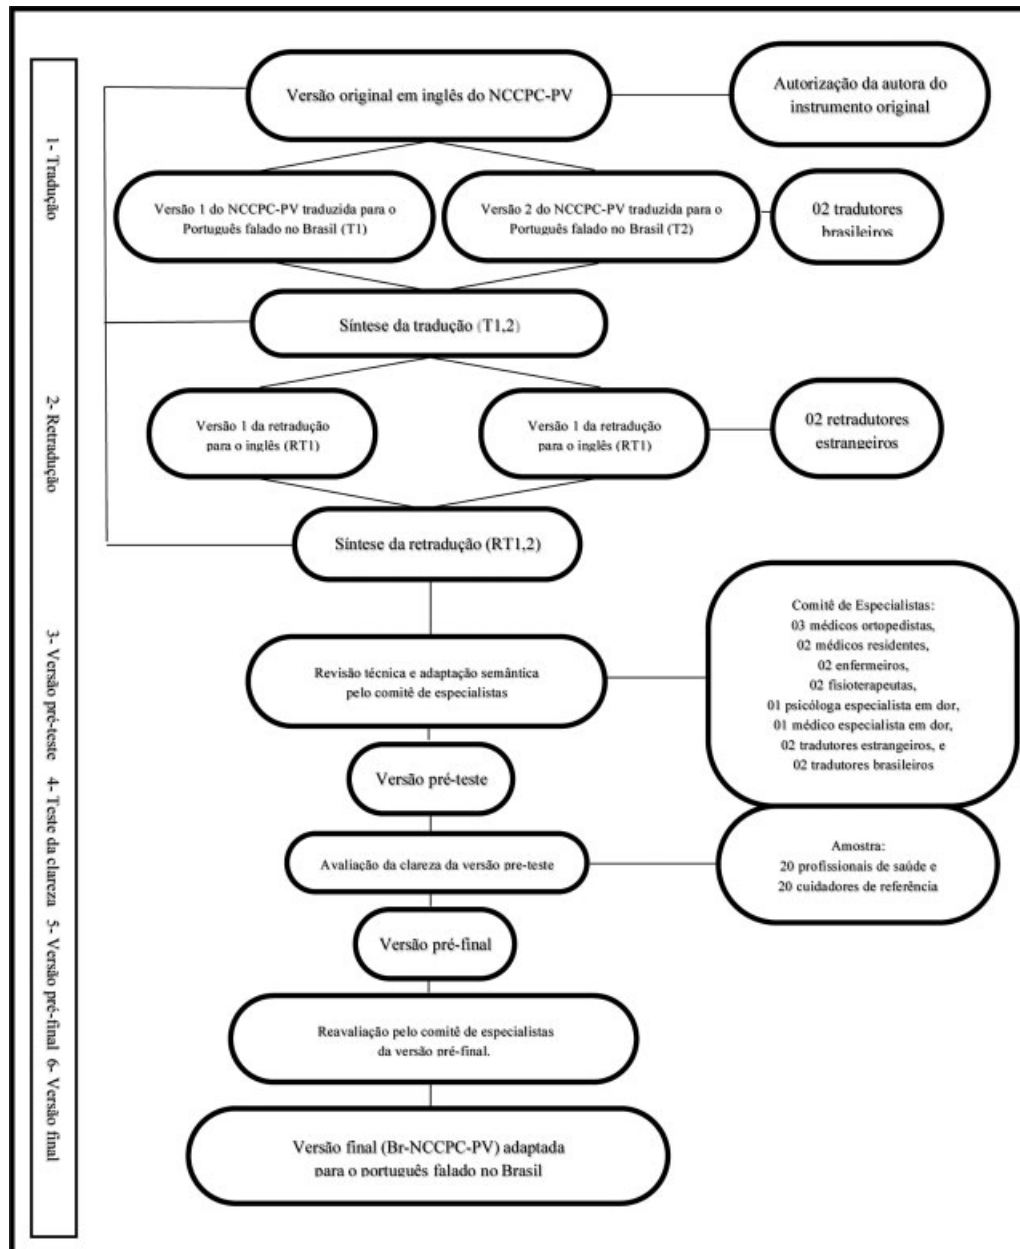 1- Tradução
2- Retradução
3- Versão pré-teste
4- Teste da clareza
5- Versão pré-final
6- Versão final
Versão original em inglês do NCCPC-PV
Autorização da autora do
instrumento original
Versão 1 do NCCPC-PV traduzida para o
Português falado no Brasil (T1)
Versão 2 do NCCPC-PV traduzida para o
Português falado no Brasil (T2)
02 tradutores
brasileiros
Síntese da tradução (T1,2)
Versão 1 da retradução
para o inglês (RT1)
Versão 1 da retradução
para o inglês (RT1)
02 retradutores
estrangeiros
Síntese da retradução (RT1,2)
Revisão técnica e adaptação semântica
pelo comitê de especialistas
Comitê de Especialistas:
03 médicos ortopedistas,
02 médicos residentes,
02 enfermeiros,
02 fisioterapeutas,
01 psicóloga especialista em dor,
01 médico especialista em dor,
02 tradutores estrangeiros, e
02 tradutores brasileiros
Versão pré-teste
Avaliação da clareza da versão pre-teste
Amostra:
20 profissionais de saúde e
20 cuidadores de referência
Versão pré-final
Reavaliação pelo comitê de especialistas
da versão pré-final.
Versão final (Br-NCCPC-PV) adaptada
para o português falado no Brasil